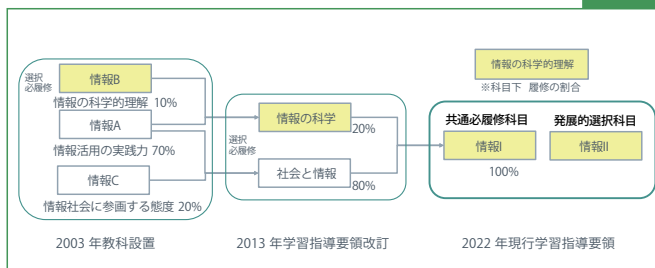 選択
必履修
情報B
情報の科学的理解 10%
情報A
情報活用の実践力 70%
情報C
情報社会に参画する態度 20%
2003 年教科設置
選択
必履修
情報の科学
20%
社会と情報
80%
2013 年学習指導要領改訂
情報の科学的理解
※科目下 履修の割合
共通必履修科目
発展的選択科目
情報I
情報II
100%
2022 年現行学習指導要領